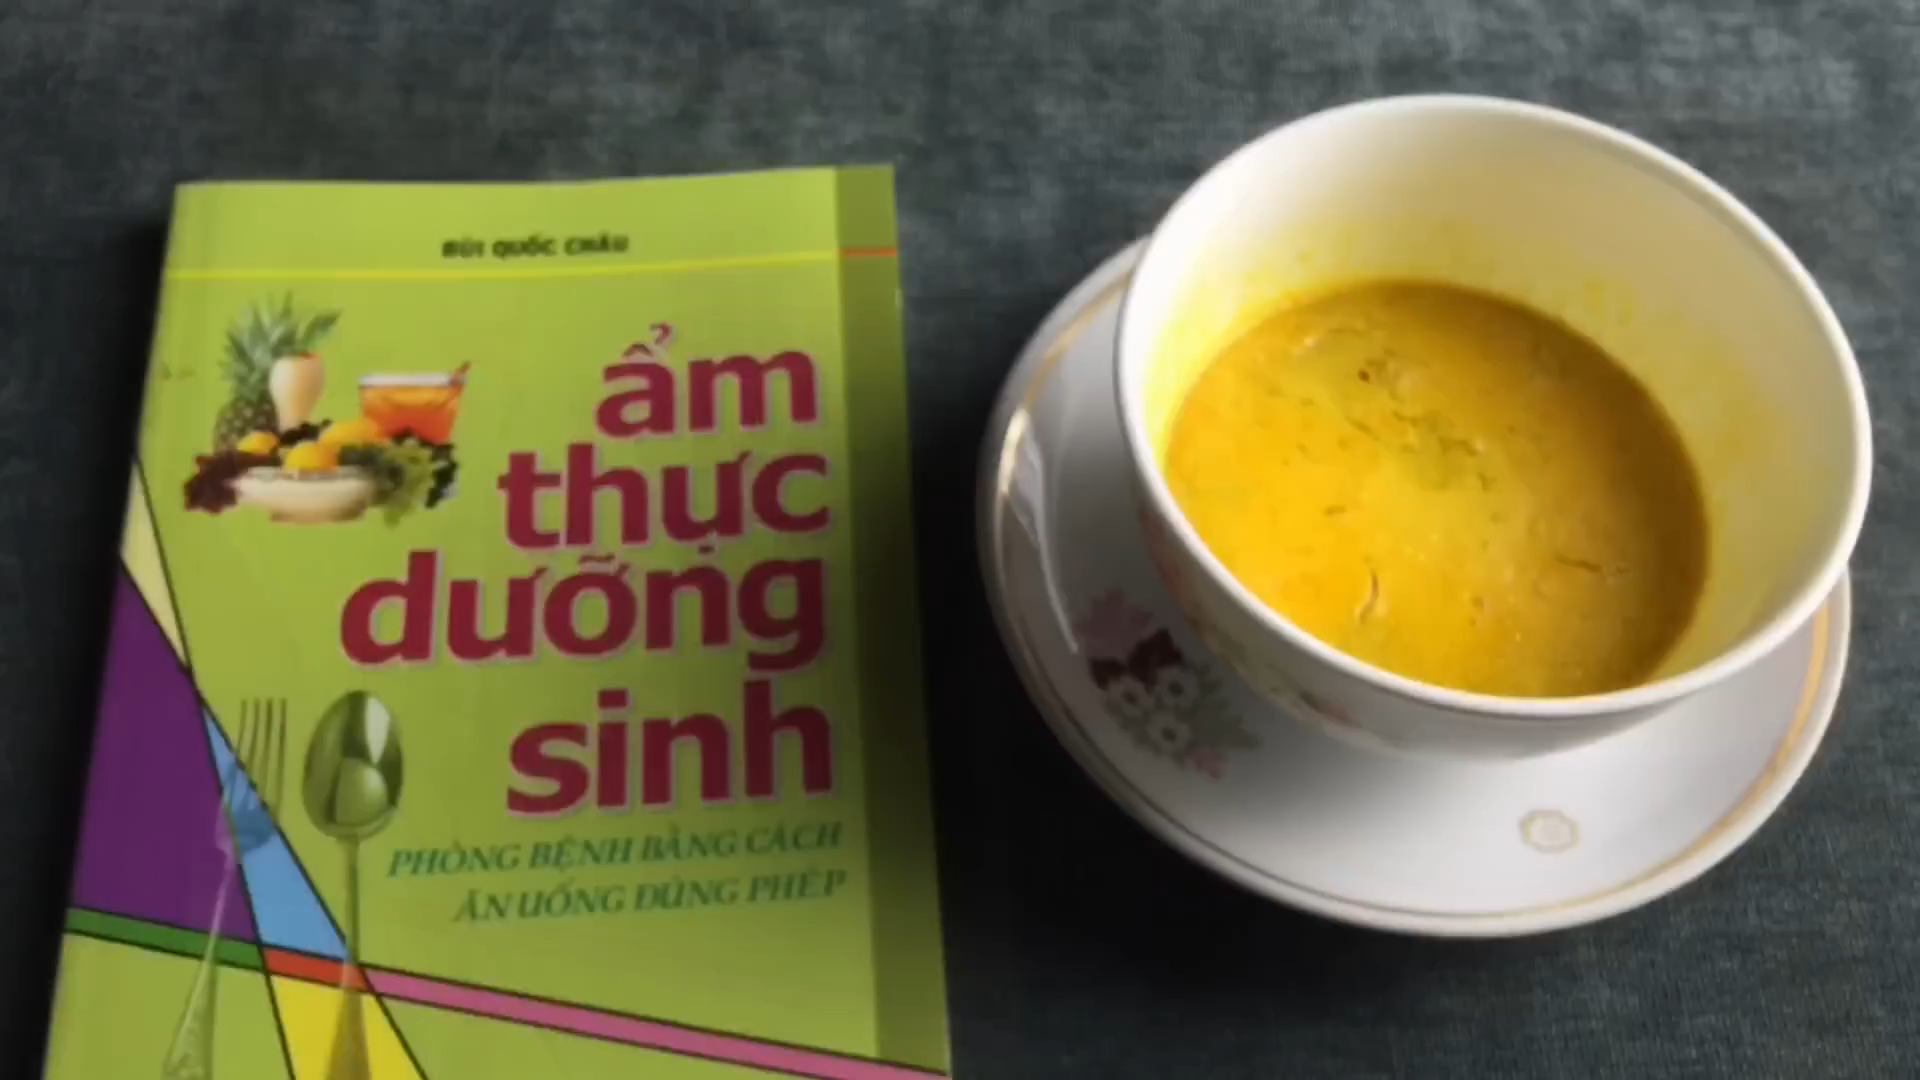 BÙI QUỐC CHÂU
ẩm
thực
dưỡng
sinh
PHÒNG BỆNH BẰNG CÁCH
ĂN UỐNG ĐÚNG PHÉP